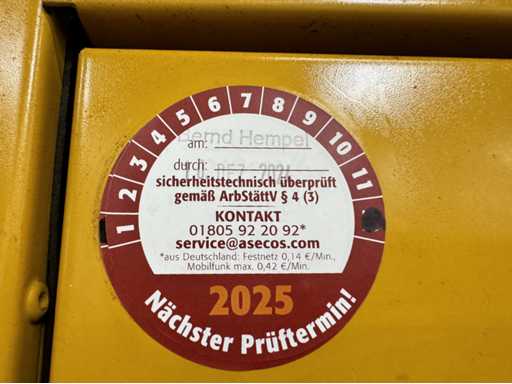 1 2 3 4 5 6 7 8 9 10 11
Bernd Hempel
am:
durch: DEZ. 2024
sicherheitstechnisch überprüft
gemäß ArbStättV § 4 (3)
KONTAKT
01805 92 20 92*
service@asecos.com
*aus Deutschland: Festnetz 0,14 €/Min.,
Mobilfunk max. 0,42 €/Min.
2025
Nächster Prüftermin!